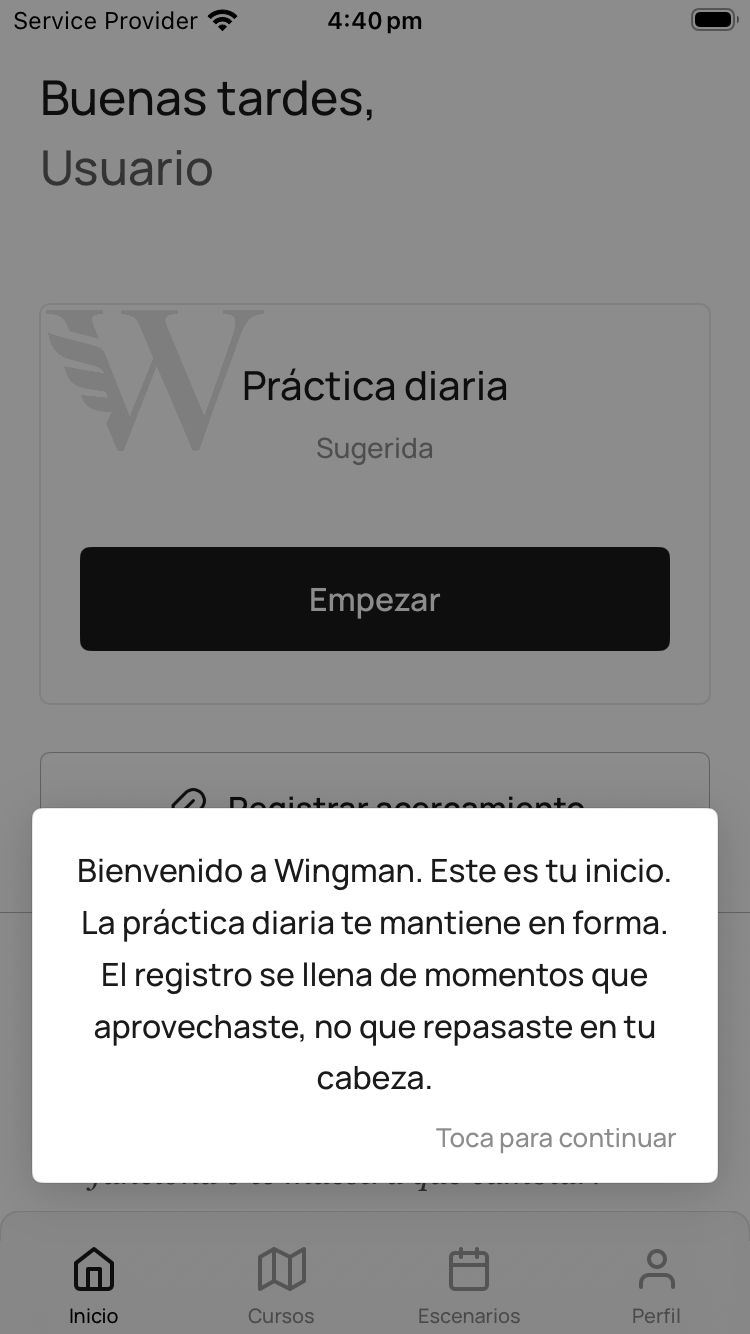 Service Provider 4:40 pm
Buenas tardes,
Usuario
W
Práctica diaria
Sugerida
Empezar
Registrar acercamiento
Bienvenido a Wingman. Este es tu inicio.
La práctica diaria te mantiene en forma.
El registro se llena de momentos que
aprovechaste, no que repasaste en tu
cabeza.
Toca para continuar
Inicio Cursos Escenarios Perfil